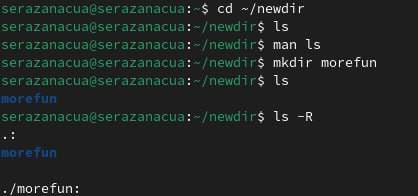 serazanacua@serazanacua:~$ cd ~/newdir
serazanacua@serazanacua:~/newdir$ ls
serazanacua@serazanacua:~/newdir$ man ls
serazanacua@serazanacua:~/newdir$ mkdir morefun
serazanacua@serazanacua:~/newdir$ ls
morefun
serazanacua@serazanacua:~/newdir$ ls -R
.:
morefun

./morefun: